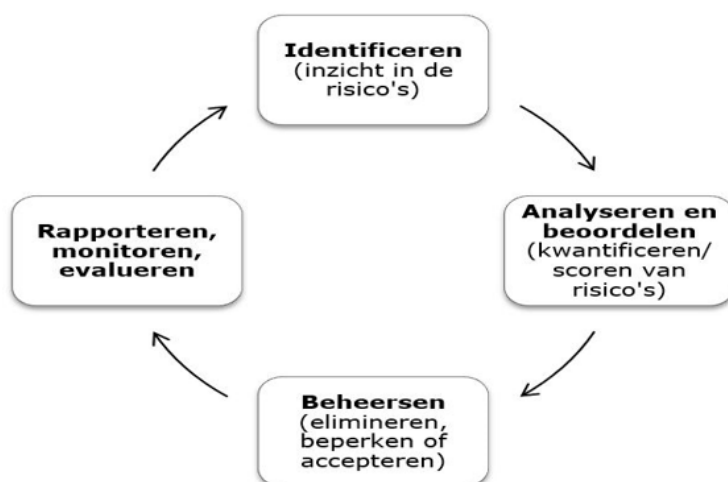 Identificeren
(inzicht in de
risico's)
Analyseren en
beoordelen
(kwantificeren/
scoren van
risico's)
Beheersen
(elimineren,
beperken of
accepteren)
Rapporteren,
monitoren,
evalueren